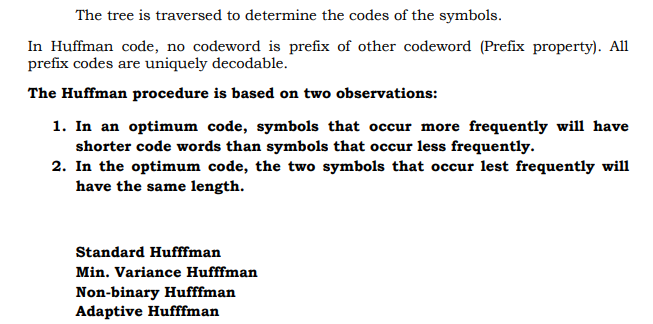 The tree is traversed to determine the codes of the symbols.
In Huffman code, no codeword is prefix of other codeword (Prefix property). All
prefix codes are uniquely decodable.
The Huffman procedure is based on two observations:
1. In an optimum code, symbols that occur more frequently will have
shorter code words than symbols that occur less frequently.
2. In the optimum code, the two symbols that occur lest frequently will
have the same length.
Standard Hufffman
Min. Variance Hufffman
Non-binary Hufffman
Adaptive Hufffman